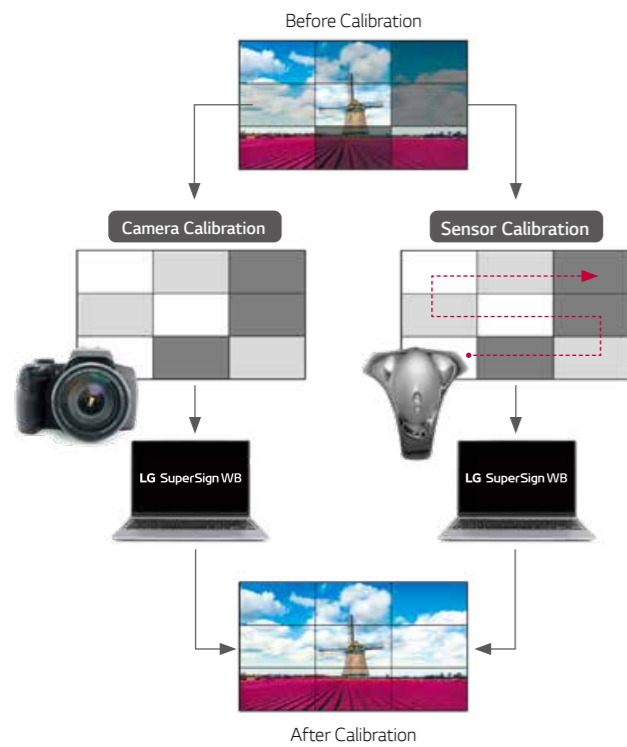 Before Calibration
Camera Calibration
Sensor Calibration
LG SuperSign WB
LG SuperSign WB
After Calibration